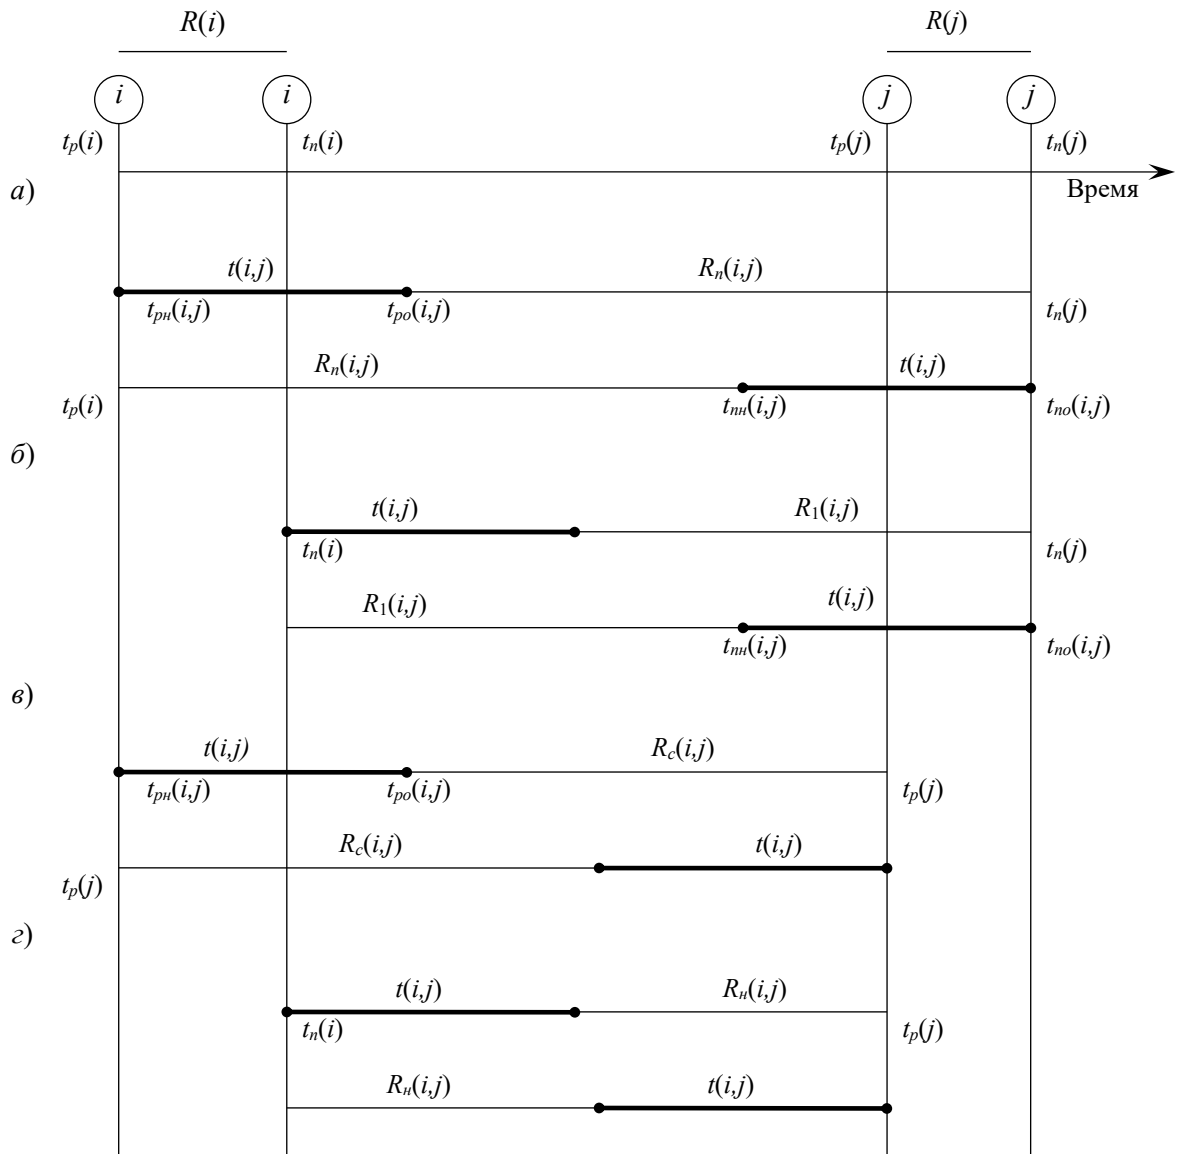 R(i) R(j)
i i j j
tр(i) tп(i) tр(j) tп(j)
а) Время
t(i,j) Rп(i,j)
tрн(i,j) tро(i,j) tп(j)
Rп(i,j) t(i,j)
tр(i) tпн(i,j) tпо(i,j)
б)
t(i,j) R1(i,j)
tп(i) tп(j)
R1(i,j) t(i,j)
tпн(i,j) tпо(i,j)
в)
t(i,j) Rс(i,j)
tрн(i,j) tро(i,j) tр(j)
Rс(i,j) t(i,j)
tр(j)
г)
t(i,j) Rн(i,j)
tп(i) tр(j)
Rн(i,j) t(i,j)